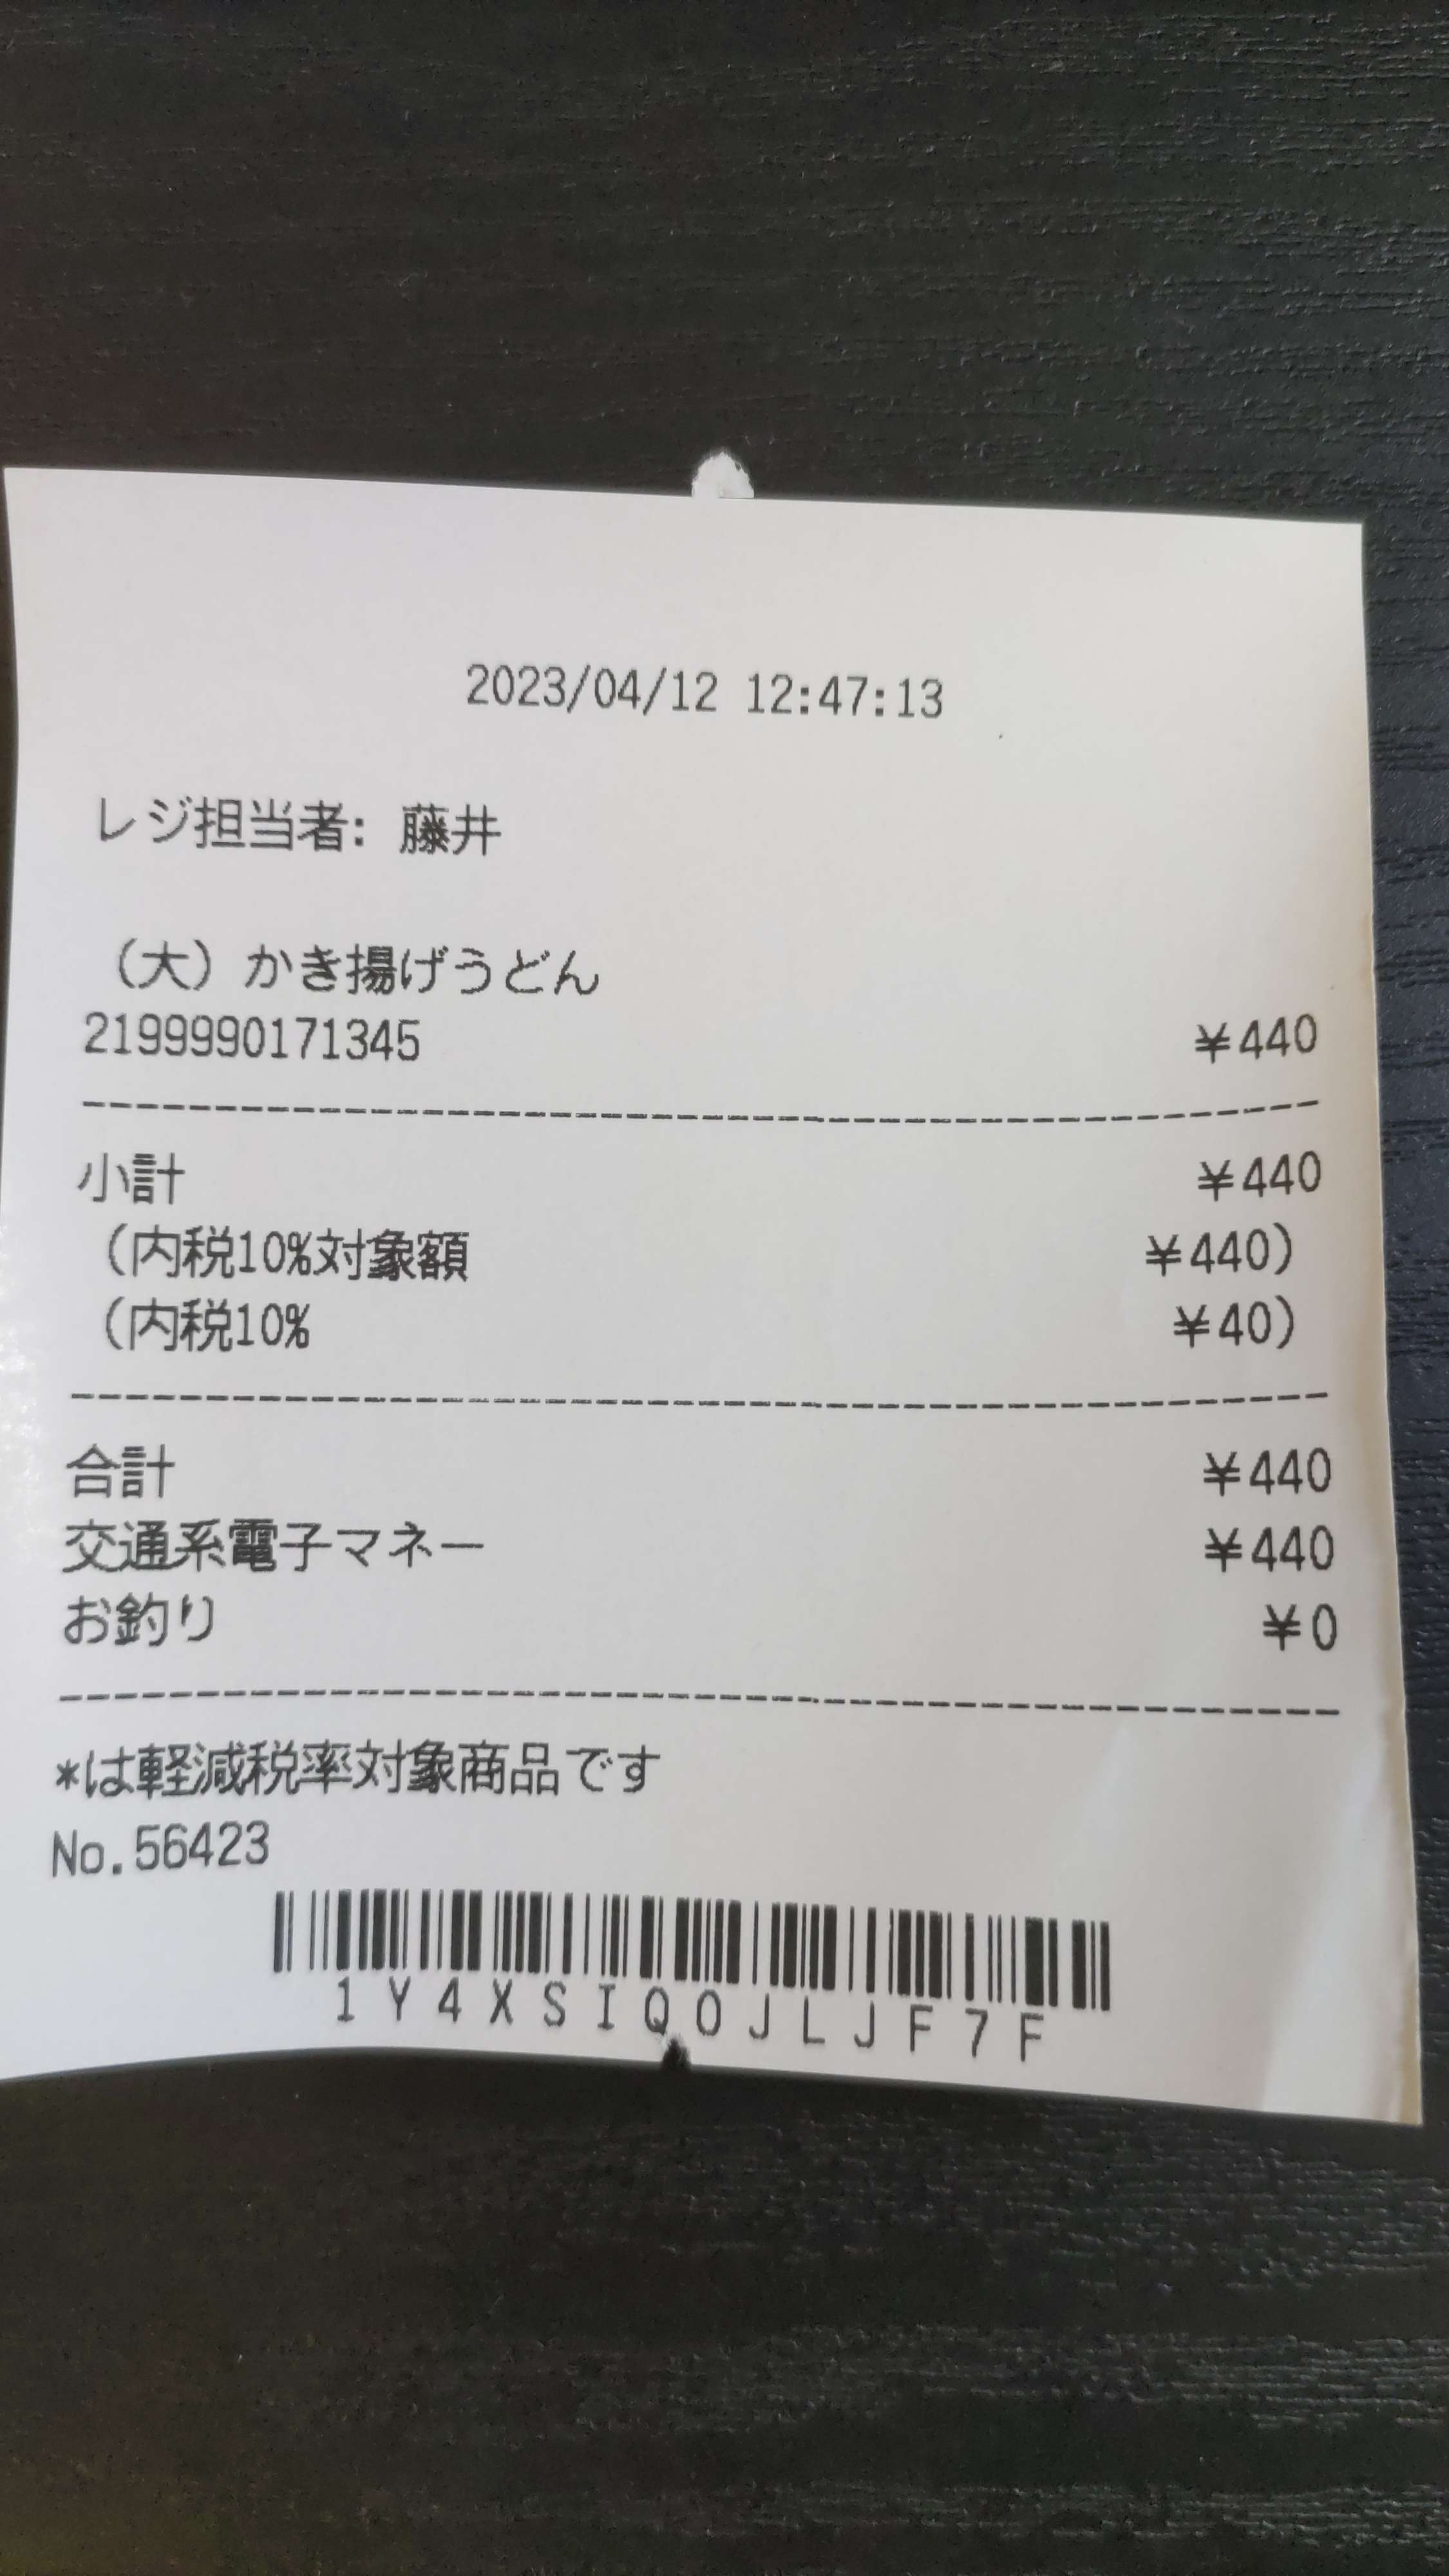 2023/04/12 12:47:13
レジ担当者: 藤井
(大) かき揚げうどん
2199990171345 ¥440
小計 ¥440
(内税10%対象額 ¥440)
(内税10% ¥40)
合計 ¥440
交通系電子マネー ¥440
お釣り ¥0
*は軽減税率対象商品です
No.56423
1Y4XSIQOJLJF7F